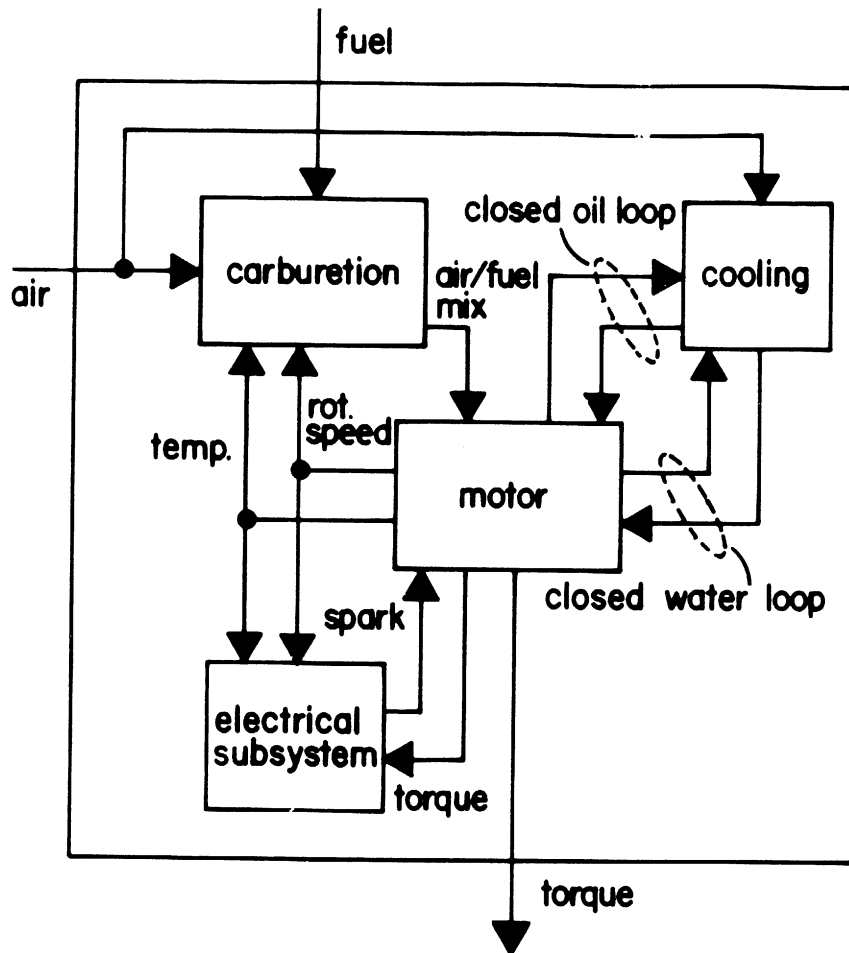 fuel
closed oil loop
carburetion
air/fuel
mix
cooling
air
rot.
speed
temp.
motor
closed water loop
spark
electrical
subsystem
torque
torque